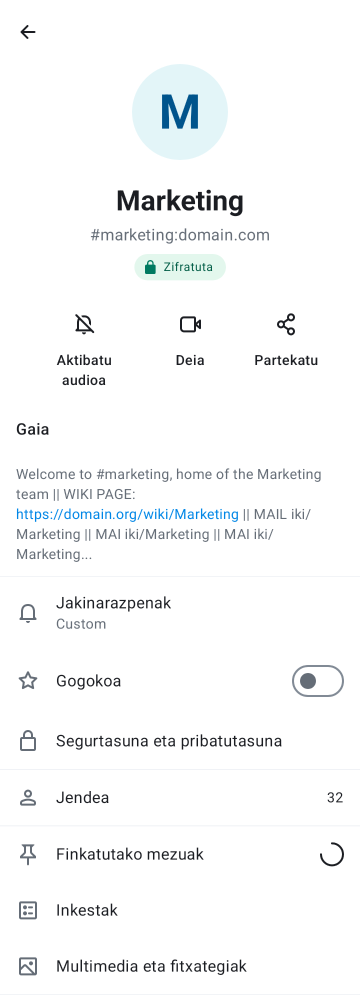 M
Marketing
#marketing:domain.com
Zifratuta
Aktibatu
audioa
Deia
Partekatu
Gaia
Welcome to #marketing, home of the Marketing
team || WIKI PAGE:
https://domain.org/wiki/Marketing || MAIL iki/
Marketing || MAI iki/Marketing || MAI iki/
Marketing...
Jakinarazpenak
Custom
Gogokoa
Segurtasuna eta pribatutasuna
Jendea 32
Finkatutako mezuak
Inkestak
Multimedia eta fitxategiak